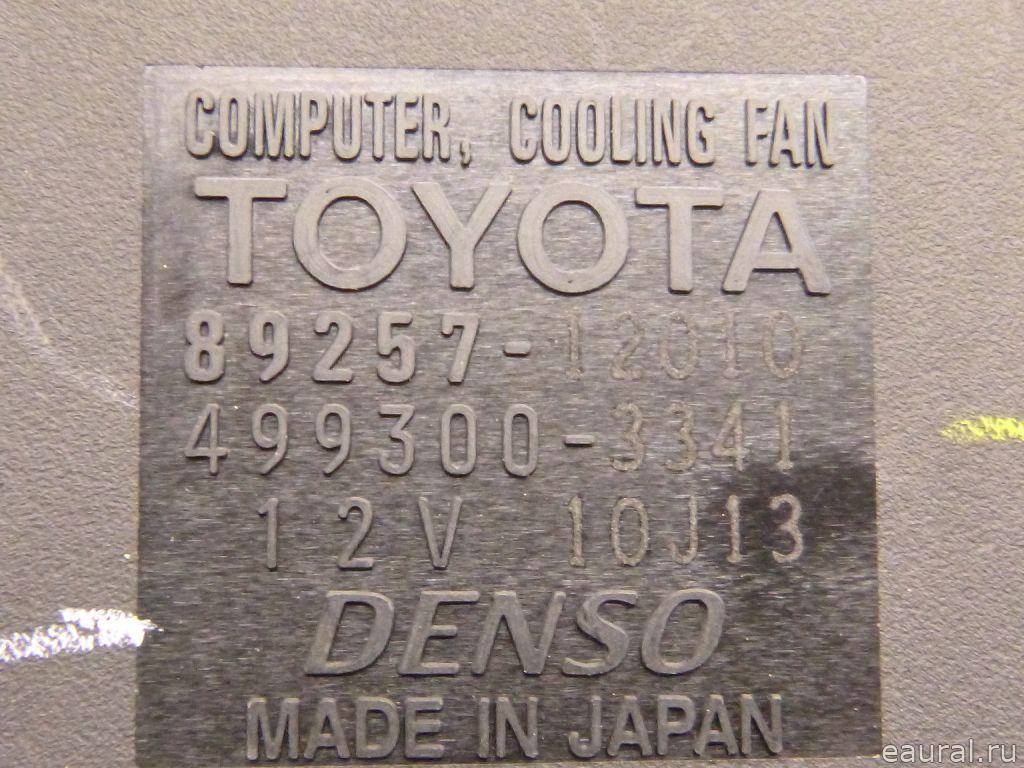 COMPUTER, COOLING FAN
TOYOTA
89257-12010
499300-3341
12V 10J13
DENSO
MADE IN JAPAN
eaural.ru